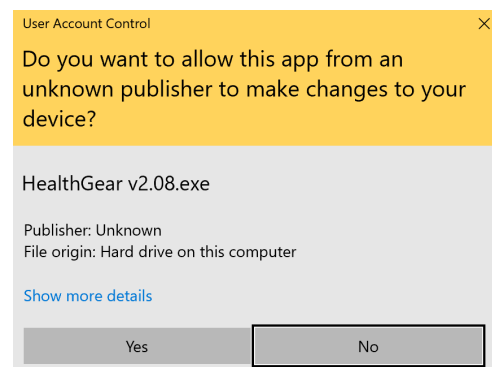 User Account Control
Do you want to allow this app from an
unknown publisher to make changes to your
device?
HealthGear v2.08.exe
Publisher: Unknown
File origin: Hard drive on this computer
Show more details
Yes
No